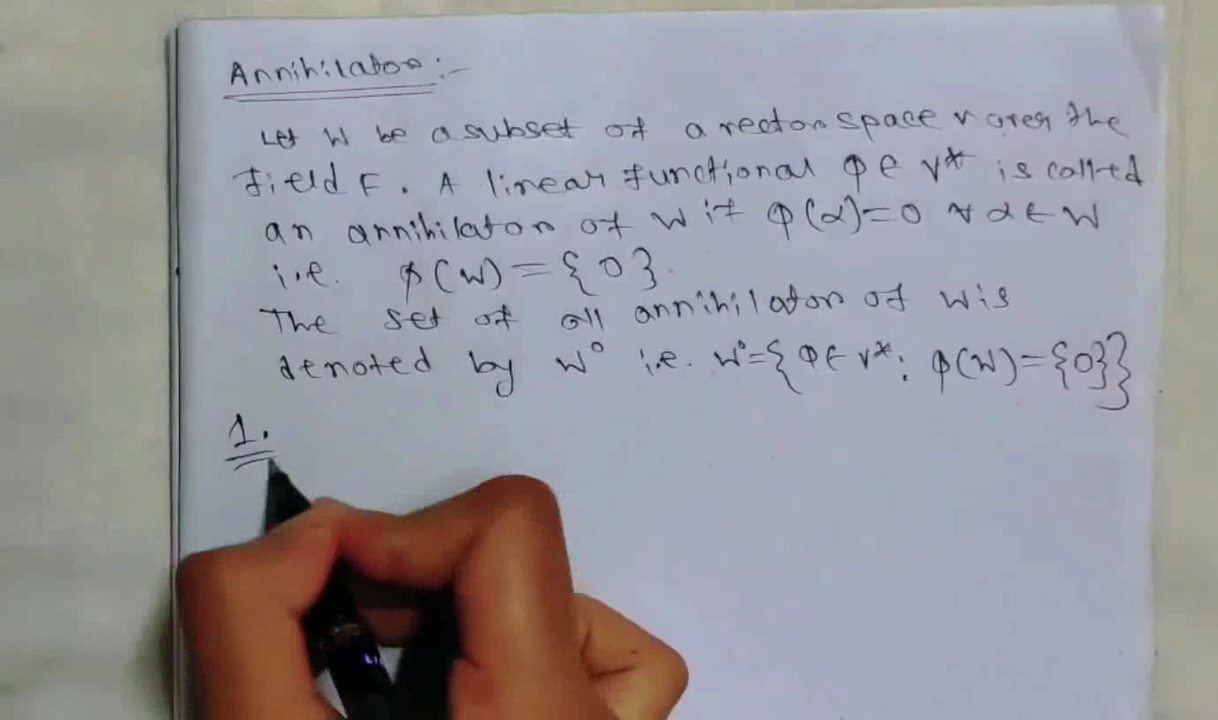 Annihilator :-
Let W be a subset of a vector space V over the
field F. A linear functional φ ∈ V* is called
an annihilator of W if φ(α)=0 ∀ α ∈ W
i.e. φ(W) = {0}.
The set of all annihilator of W is
denoted by W° i.e. W°={φ ∈ V*: φ(W)={0}}
1.